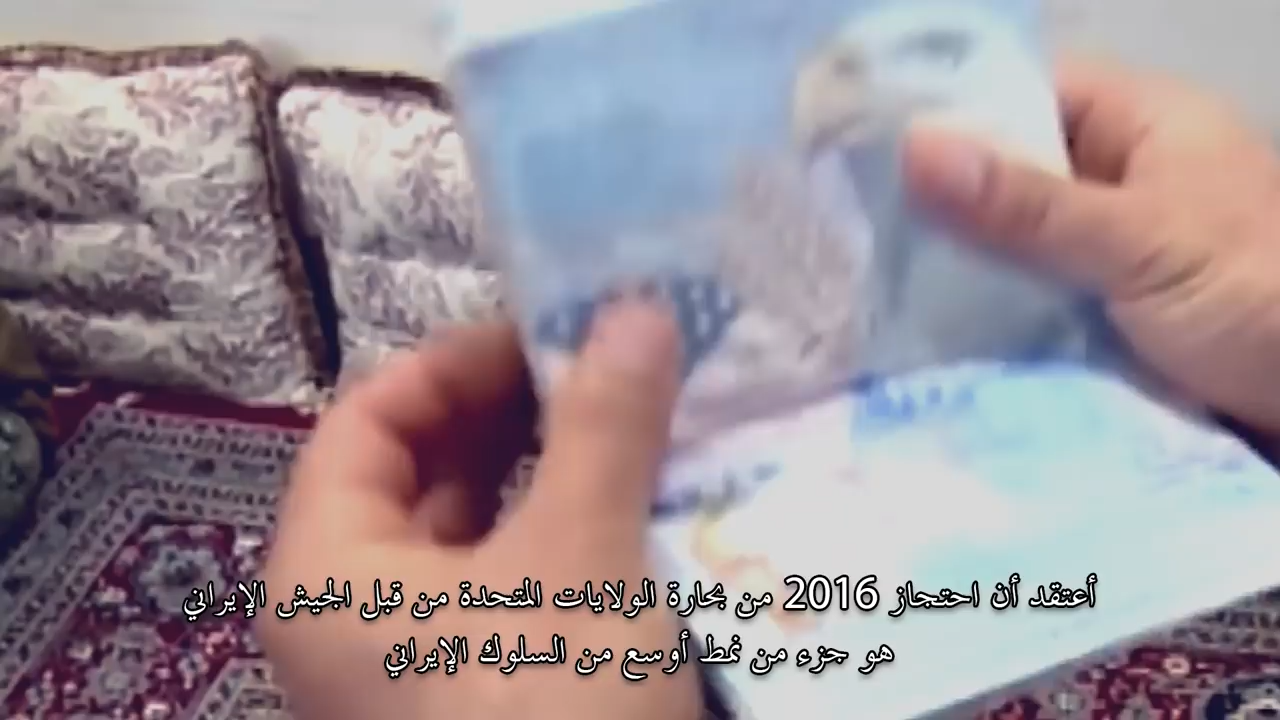 أعتقد أن احتجاز 2016 من بحارة الولايات المتحدة من قبل الجيش الإيراني
هو جزء من نمط أوسع من السلوك الإيراني